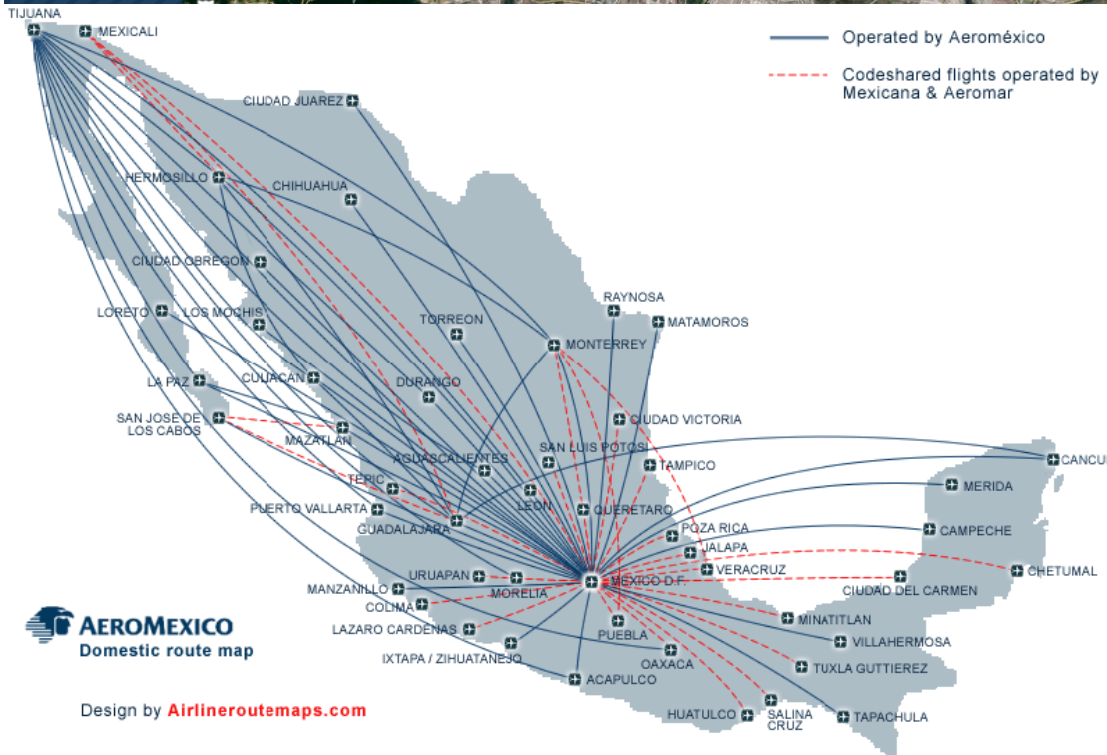 TIJUANA
MEXICALI
Operated by Aeroméxico
Codeshared flights operated by
Mexicana & Aeromar
CIUDAD JUAREZ
HERMOSILLO
CHIHUAHUA
CIUDAD OBREGON
LORETO
LOS MOCHIS
RAYNOSA
MATAMOROS
TORREON
MONTERREY
LA PAZ
CULIACAN
DURANGO
SAN JOSE DE
LOS CABOS
MAZATLAN
CIUDAD VICTORIA
SAN LUIS POTOSI
AGUASCALIENTES
TAMPICO
CANCU
TEPIC
MERIDA
PUERTO VALLARTA
LEON
QUERETARO
GUADALAJARA
POZA RICA
CAMPECHE
JALAPA
VERACRUZ
CHETUMAL
URUAPAN
MEXICO D.F.
MANZANILLO
MORELIA
CIUDAD DEL CARMEN
COLIMA
MINATITLAN
LAZARO CARDENAS
PUEBLA
VILLAHERMOSA
IXTAPA / ZIHUATANEJO
OAXACA
TUXLA GUTTIEREZ
ACAPULCO
HUATULCO
SALINA
CRUZ
TAPACHULA
AEROMEXICO
Domestic route map
Design by Airlineroutemaps.com